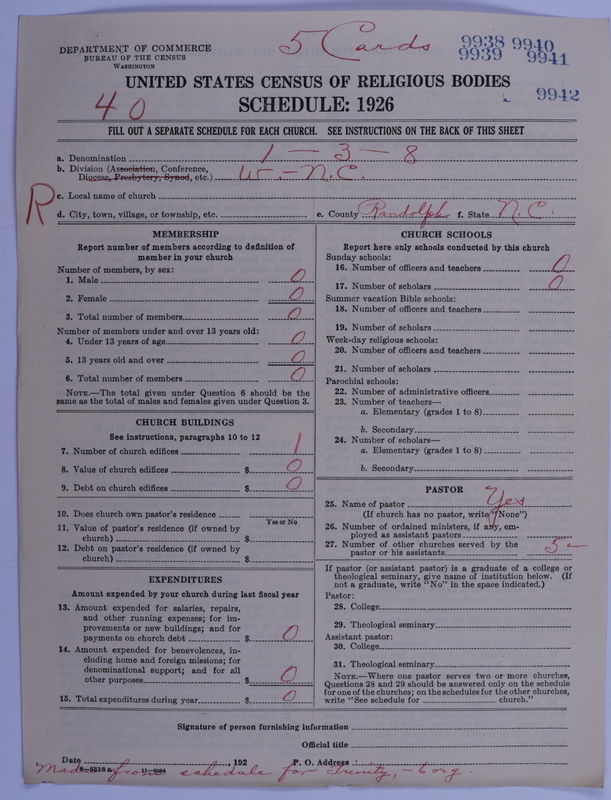 DEPARTMENT OF COMMERCE
BUREAU OF THE CENSUS
WASHINGTON
5 Cards
9938 9940
9939 9941
9942
UNITED STATES CENSUS OF RELIGIOUS BODIES
40
SCHEDULE: 1926
FILL OUT A SEPARATE SCHEDULE FOR EACH CHURCH. SEE INSTRUCTIONS ON THE BACK OF THIS SHEET
a. Denomination 1-3-8
b. Division (Association, Conference, Diocese, Presbytery, Synod, etc.) W.-N.C.
R
c. Local name of church
d. City, town, village, or township, etc. e. County Randolph f. State N.C.
MEMBERSHIP
Report number of members according to definition of
member in your church
Number of members, by sex:
1. Male 0
2. Female 0
3. Total number of members 0
Number of members under and over 13 years old:
4. Under 13 years of age 0
5. 13 years old and over 0
6. Total number of members 0
NOTE.—The total given under Question 6 should be
same as the total of males and females given under Question 3.
CHURCH BUILDINGS
See instructions, paragraphs 10 to 12
7. Number of church edifices 1
8. Value of church edifices $ 0
9. Debt on church edifices $ 0
10. Does church own pastor's residence
Yes or No
11. Value of pastor's residence (if owned by
church) $
12. Debt on pastor's residence (if owned by
church) $
EXPENDITURES
Amount expended by your church during last fiscal year
13. Amount expended for salaries, repairs,
and other running expenses; for im-
provements or new buildings; and for
payments on church debt $ 0
14. Amount expended for benevolences, in-
cluding home and foreign missions; for
denominational support; and for all
other purposes $ 0
15. Total expenditures during year $ 0
CHURCH SCHOOLS
Report here only schools conducted by this church
Sunday schools:
16. Number of officers and teachers 0
17. Number of scholars 0
Summer vacation Bible schools:
18. Number of officers and teachers
19. Number of scholars
Week-day religious schools:
20. Number of officers and teachers
21. Number of scholars
Parochial schools:
22. Number of administrative officers
23. Number of teachers—
a. Elementary (grades 1 to 8)
b. Secondary
24. Number of scholars—
a. Elementary (grades 1 to 8)
b. Secondary
PASTOR
25. Name of pastor Yes
(If church has no pastor, write "None")
26. Number of ordained ministers, if any, em-
ployed as assistant pastors
27. Number of other churches served by the
pastor or his assistants 5
If pastor (or assistant pastor) is a graduate of a college or
theological seminary, give name of institution below. (If
not a graduate, write "No" in the space indicated.)
Pastor:
28. College
29. Theological seminary
Assistant pastor:
30. College
31. Theological seminary
NOTE.—Where one pastor serves two or more churches,
Questions 28 and 29 should be answered only on the schedule
for one of the churches; on the schedules for the other churches,
write "See schedule for church."
Signature of person furnishing information
Official title
Date , 192 P. O. Address
Made from schedule for Trinity,